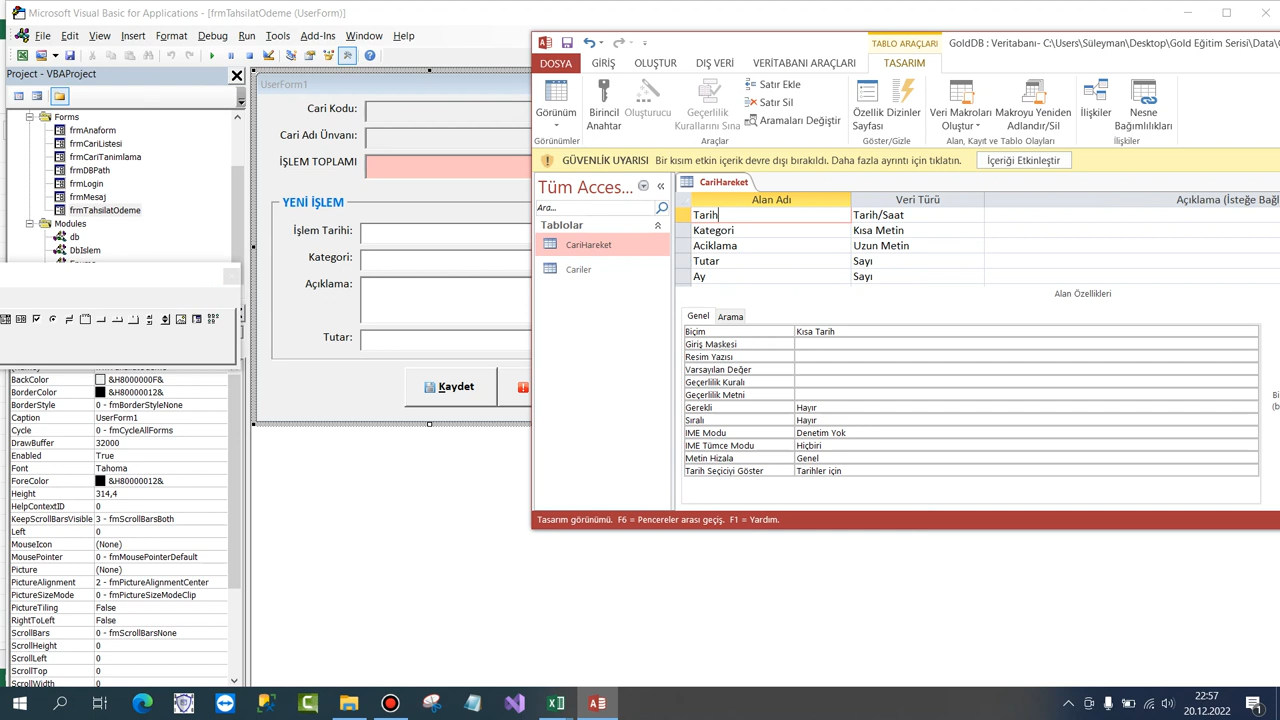 Microsoft Visual Basic for Applications - [frmTahsilatOdeme (UserForm)]
File Edit View Insert Format Debug Run Tools Add-Ins Window Help
Project - VBAProject
Forms
frmAnaform
frmCariListesi
frmCariTanimlama
frmDBPath
frmLogin
frmMesaj
frmTahsilatOdeme
Modules
db
DbIslem
BackColor &H8000000F&
BorderColor &H80000012&
BorderStyle 0 - fmBorderStyleNone
Caption UserForm1
Cycle 0 - fmCycleAllForms
DrawBuffer 32000
Enabled True
Font Tahoma
ForeColor &H80000012&
Height 314,4
HelpContextID 0
KeepScrollBarsVisible 3 - fmScrollBarsBoth
Left 0
MouseIcon (None)
MousePointer 0 - fmMousePointerDefault
Picture (None)
PictureAlignment 2 - fmPictureAlignmentCenter
PictureSizeMode 0 - fmPictureSizeModeClip
PictureTiling False
RightToLeft False
ScrollBars 0 - fmScrollBarsNone
ScrollHeight 0
ScrollLeft 0
ScrollTop 0
ScrollWidth 0
UserForm1
Cari Kodu:
Cari Adı Ünvanı:
İŞLEM TOPLAMI
YENİ İŞLEM
İşlem Tarihi:
Kategori:
Açıklama:
Tutar:
Kaydet
TABLO ARAÇLARI
GoldDB : Veritabanı- C:\Users\Süleyman\Desktop\Gold Eğitim Saati\Data\G
DOSYA GİRİŞ OLUŞTUR DIŞ VERİ VERİTABANI ARAÇLARI TASARIM
Görünüm
Birincil Anahtar
Oluşturucu
Geçerlilik Kurallarını Sına
Satır Ekle
Satır Sil
Aramaları Değiştir
Özellik Sayfası
Dizinler
Veri Makroları Oluştur
Makroyu Yeniden Adlandır/Sil
İlişkiler
Nesne Bağımlılıkları
Görünümler Araçlar Göster/Gizle Alan, Kayıt ve Tablo Olayları İlişkiler
GÜVENLİK UYARISI Bir kısım etkin içerik devre dışı bırakıldı. Daha fazla ayrıntı için tıklatın. İçeriği Etkinleştir
Tüm Acces...
Ara...
Tablolar
CariHareket
Cariler
CariHareket
Alan Adı Veri Türü Açıklama (İsteğe Bağl
Tarih Tarih/Saat
Kategori Kısa Metin
Aciklama Uzun Metin
Tutar Sayı
Ay Sayı
Alan Özellikleri
Genel Arama
Biçim Kısa Tarih
Giriş Maskesi
Resim Yazısı
Varsayılan Değer
Geçerlilik Kuralı
Geçerlilik Metni
Gerekli Hayır
Sıralı Hayır
IME Modu Denetim Yok
IME Tümce Modu Hiçbiri
Metin Hizala Genel
Tarih Seçiciyi Göster Tarihler için
Tasarım görünümü. F6 = Pencereler arası geçiş. F1 = Yardım.
22:57
20.12.2022